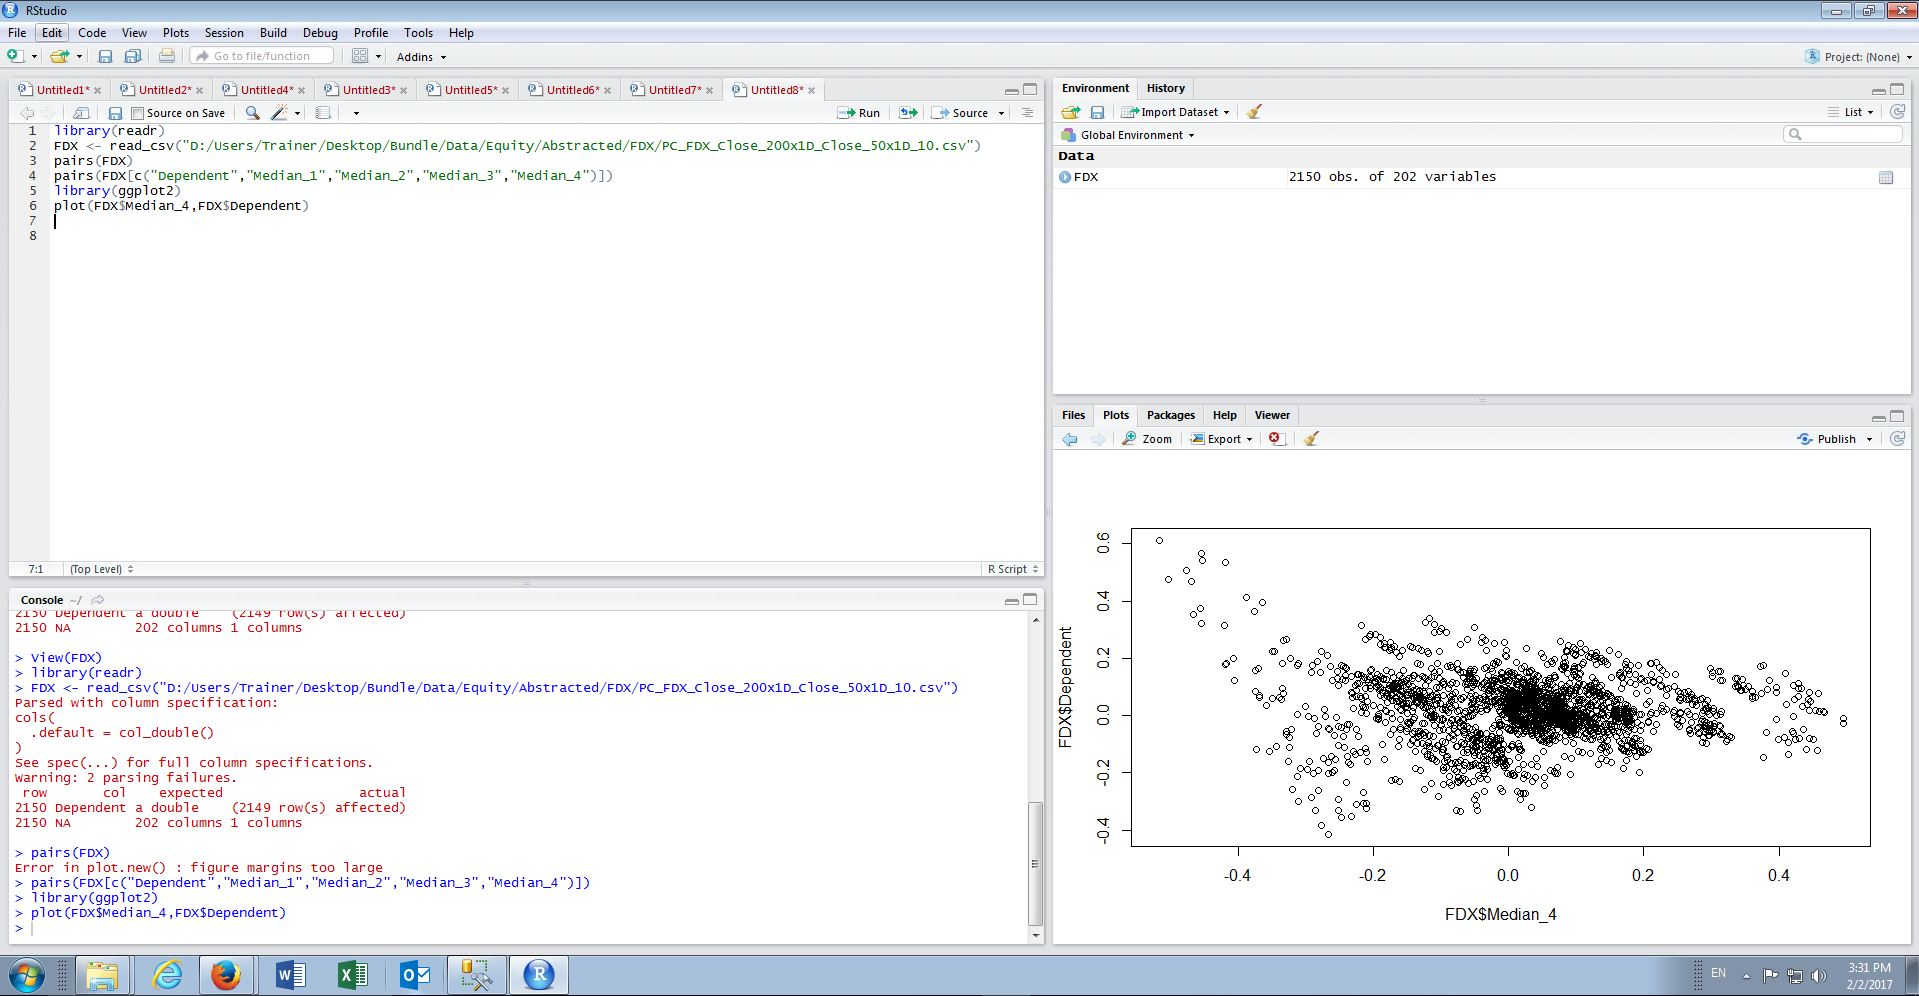 RStudio
File Edit Code View Plots Session Build Debug Profile Tools Help
Go to file/function Addins Project: (None)
Untitled1* Untitled2* Untitled4* Untitled3* Untitled5* Untitled6* Untitled7* Untitled8*
Source on Save Run Source
1 library(readr)
2 FDX <- read_csv("D:/Users/Trainer/Desktop/Bundle/Data/Equity/Abstracted/FDX/PC_FDX_Close_200x1D_Close_50x1D_10.csv")
3 pairs(FDX)
4 pairs(FDX[c("Dependent","Median_1","Median_2","Median_3","Median_4")])
5 library(ggplot2)
6 plot(FDX$Median_4,FDX$Dependent)
7
8
7:1 (Top Level) R Script
Console ~/
2150 Dependent a double (2149 row(s) affected)
2150 NA 202 columns 1 columns
> View(FDX)
> library(readr)
> FDX <- read_csv("D:/Users/Trainer/Desktop/Bundle/Data/Equity/Abstracted/FDX/PC_FDX_Close_200x1D_Close_50x1D_10.csv")
Parsed with column specification:
cols(
.default = col_double()
)
See spec(...) for full column specifications.
Warning: 2 parsing failures.
row col expected actual
2150 Dependent a double (2149 row(s) affected)
2150 NA 202 columns 1 columns
> pairs(FDX)
Error in plot.new() : figure margins too large
> pairs(FDX[c("Dependent","Median_1","Median_2","Median_3","Median_4")])
> library(ggplot2)
> plot(FDX$Median_4,FDX$Dependent)
>
Environment History
Import Dataset List
Global Environment
Data
FDX 2150 obs. of 202 variables
Files Plots Packages Help Viewer
Zoom Export Publish
FDX$Dependent
0.6
0.4
0.2
0.0
-0.2
-0.4
-0.4 -0.2 0.0 0.2 0.4
FDX$Median_4
EN 3:31 PM
2/2/2017